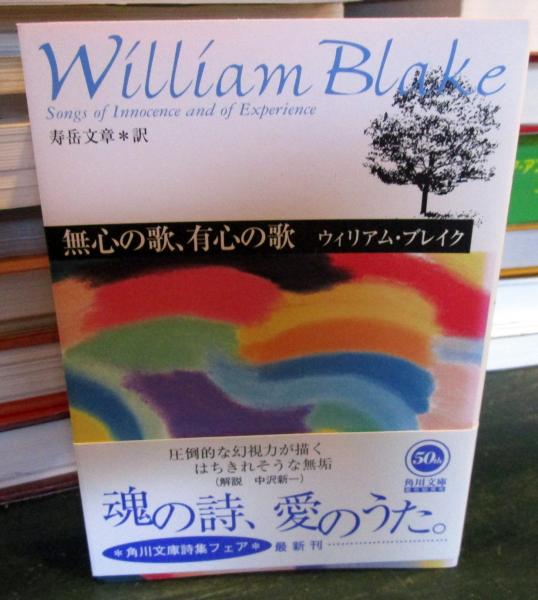 William Blake
Songs of Innocence and of Experience
寿岳文章＊訳
無心の歌、有心の歌 ウィリアム・ブレイク
圧倒的な幻視力が描く
はちきれそうな無垢
(解説 中沢新一)
50th
角川文庫
魂の詩、愛のうた。
＊角川文庫詩集フェア＊ 最新刊